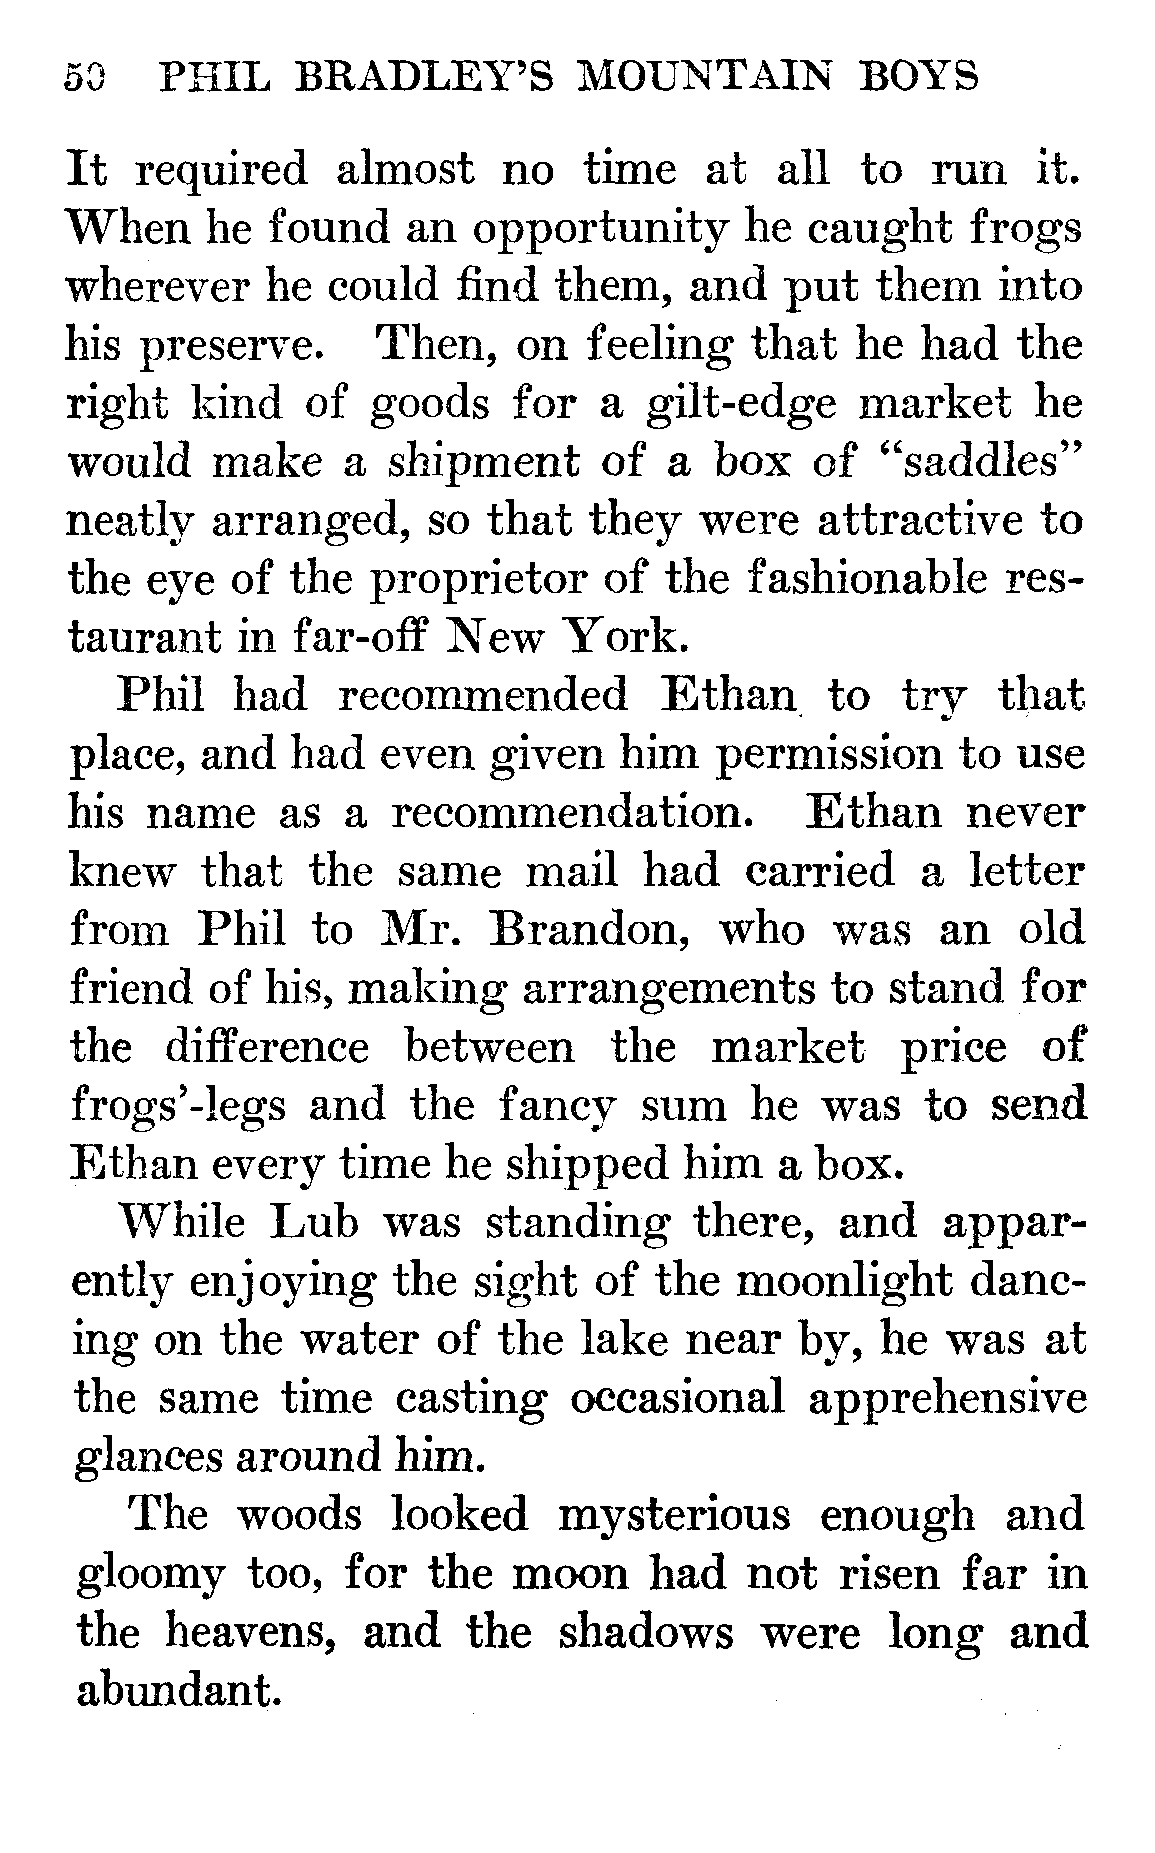 50 PHIL BRADLEY'S MOUNTAIN BOYS
It required almost no time at all to run it.
When he found an opportunity he caught frogs
wherever he could find them, and put them into
his preserve. Then, on feeling that he had the
right kind of goods for a gilt-edge market he
would make a shipment of a box of “saddles”
neatly arranged, so that they were attractive to
the eye of the proprietor of the fashionable res-
taurant in far-off New York.
Phil had recommended Ethan to try that
place, and had even given him permission to use
his name as a recommendation. Ethan never
knew that the same mail had carried a letter
from Phil to Mr. Brandon, who was an old
friend of his, making arrangements to stand for
the difference between the market price of
frogs'-legs and the fancy sum he was to send
Ethan every time he shipped him a box.
While Lub was standing there, and appar-
ently enjoying the sight of the moonlight danc-
ing on the water of the lake near by, he was at
the same time casting occasional apprehensive
glances around him.
The woods looked mysterious enough and
gloomy too, for the moon had not risen far in
the heavens, and the shadows were long and
abundant.